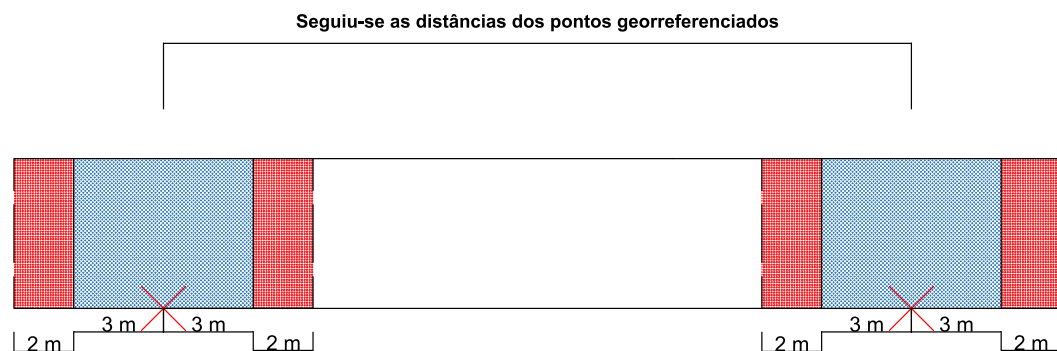 Seguiu-se as distâncias dos pontos georreferenciados
3 m 3 m 3 m 3 m
2 m 2 m 2 m 2 m